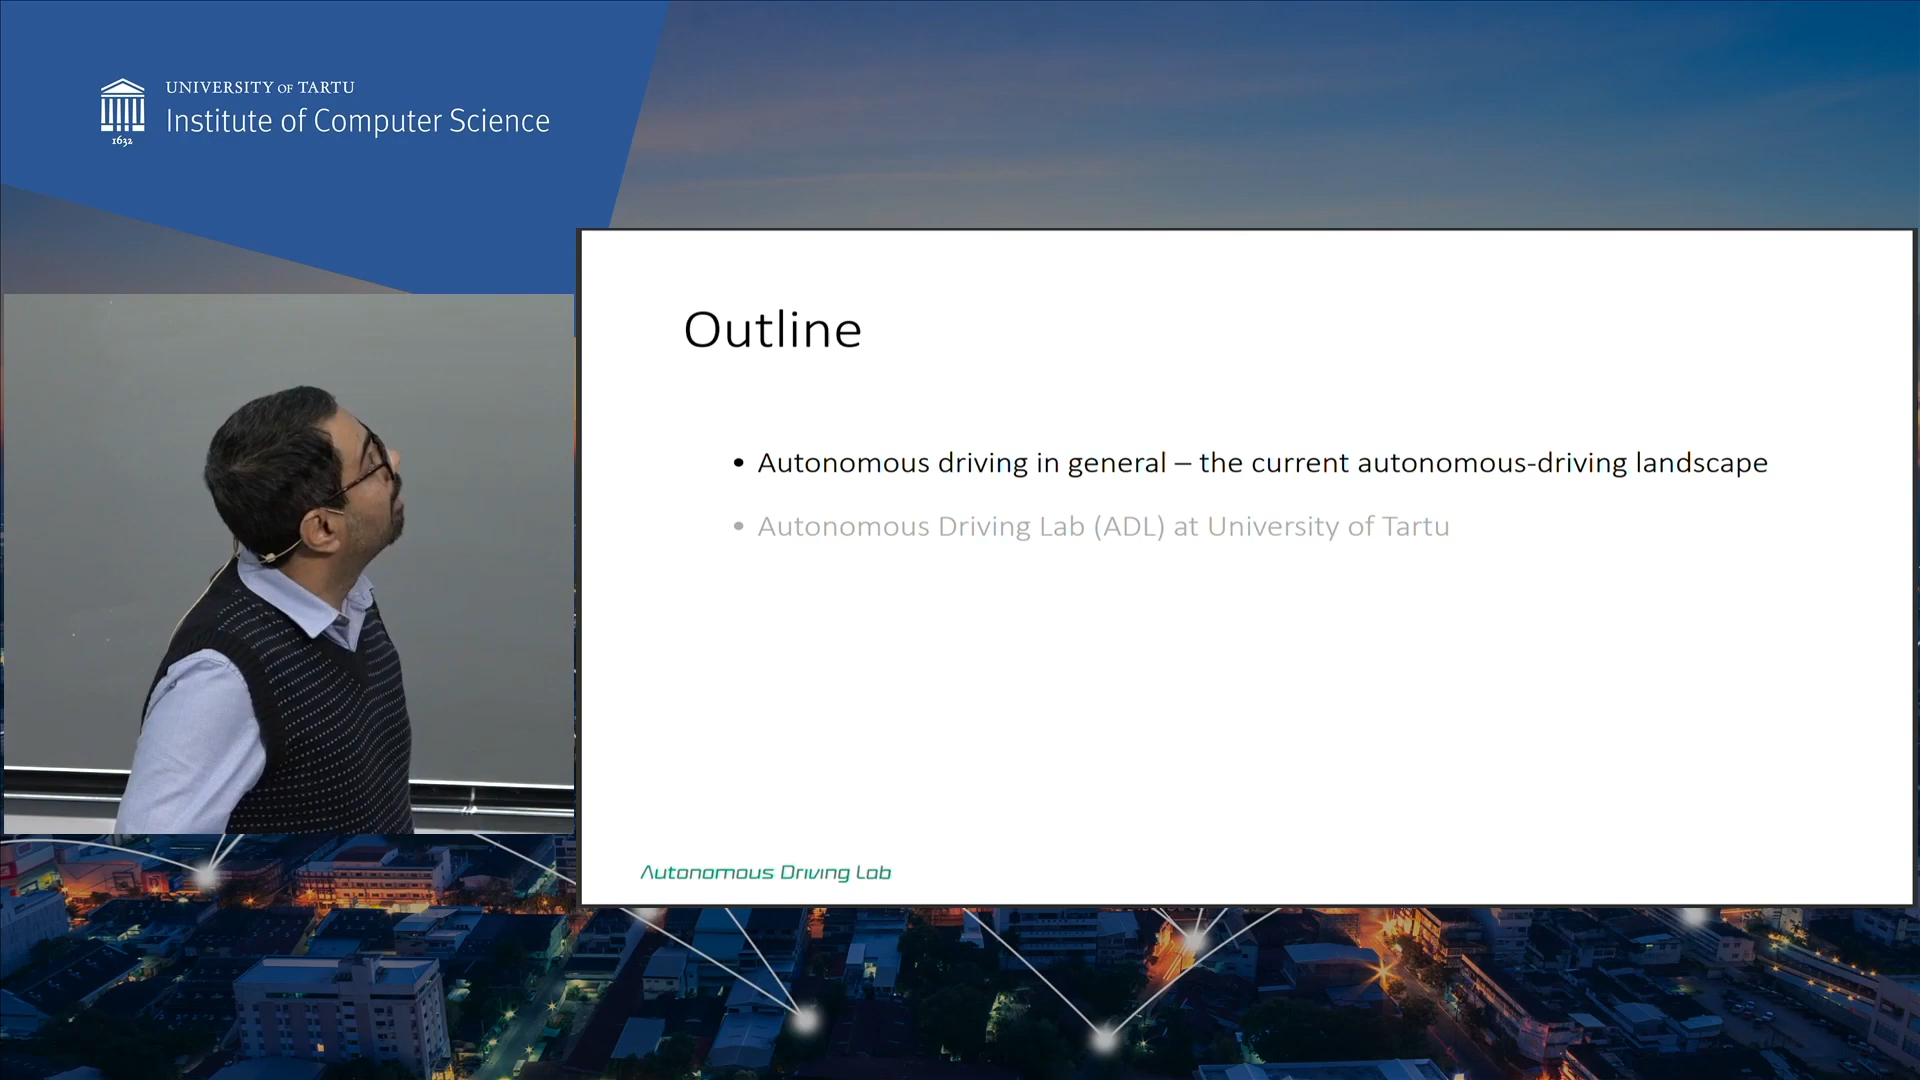 UNIVERSITY OF TARTU
Institute of Computer Science
1632
Outline
• Autonomous driving in general – the current autonomous-driving landscape
• Autonomous Driving Lab (ADL) at University of Tartu
Autonomous Driving Lab